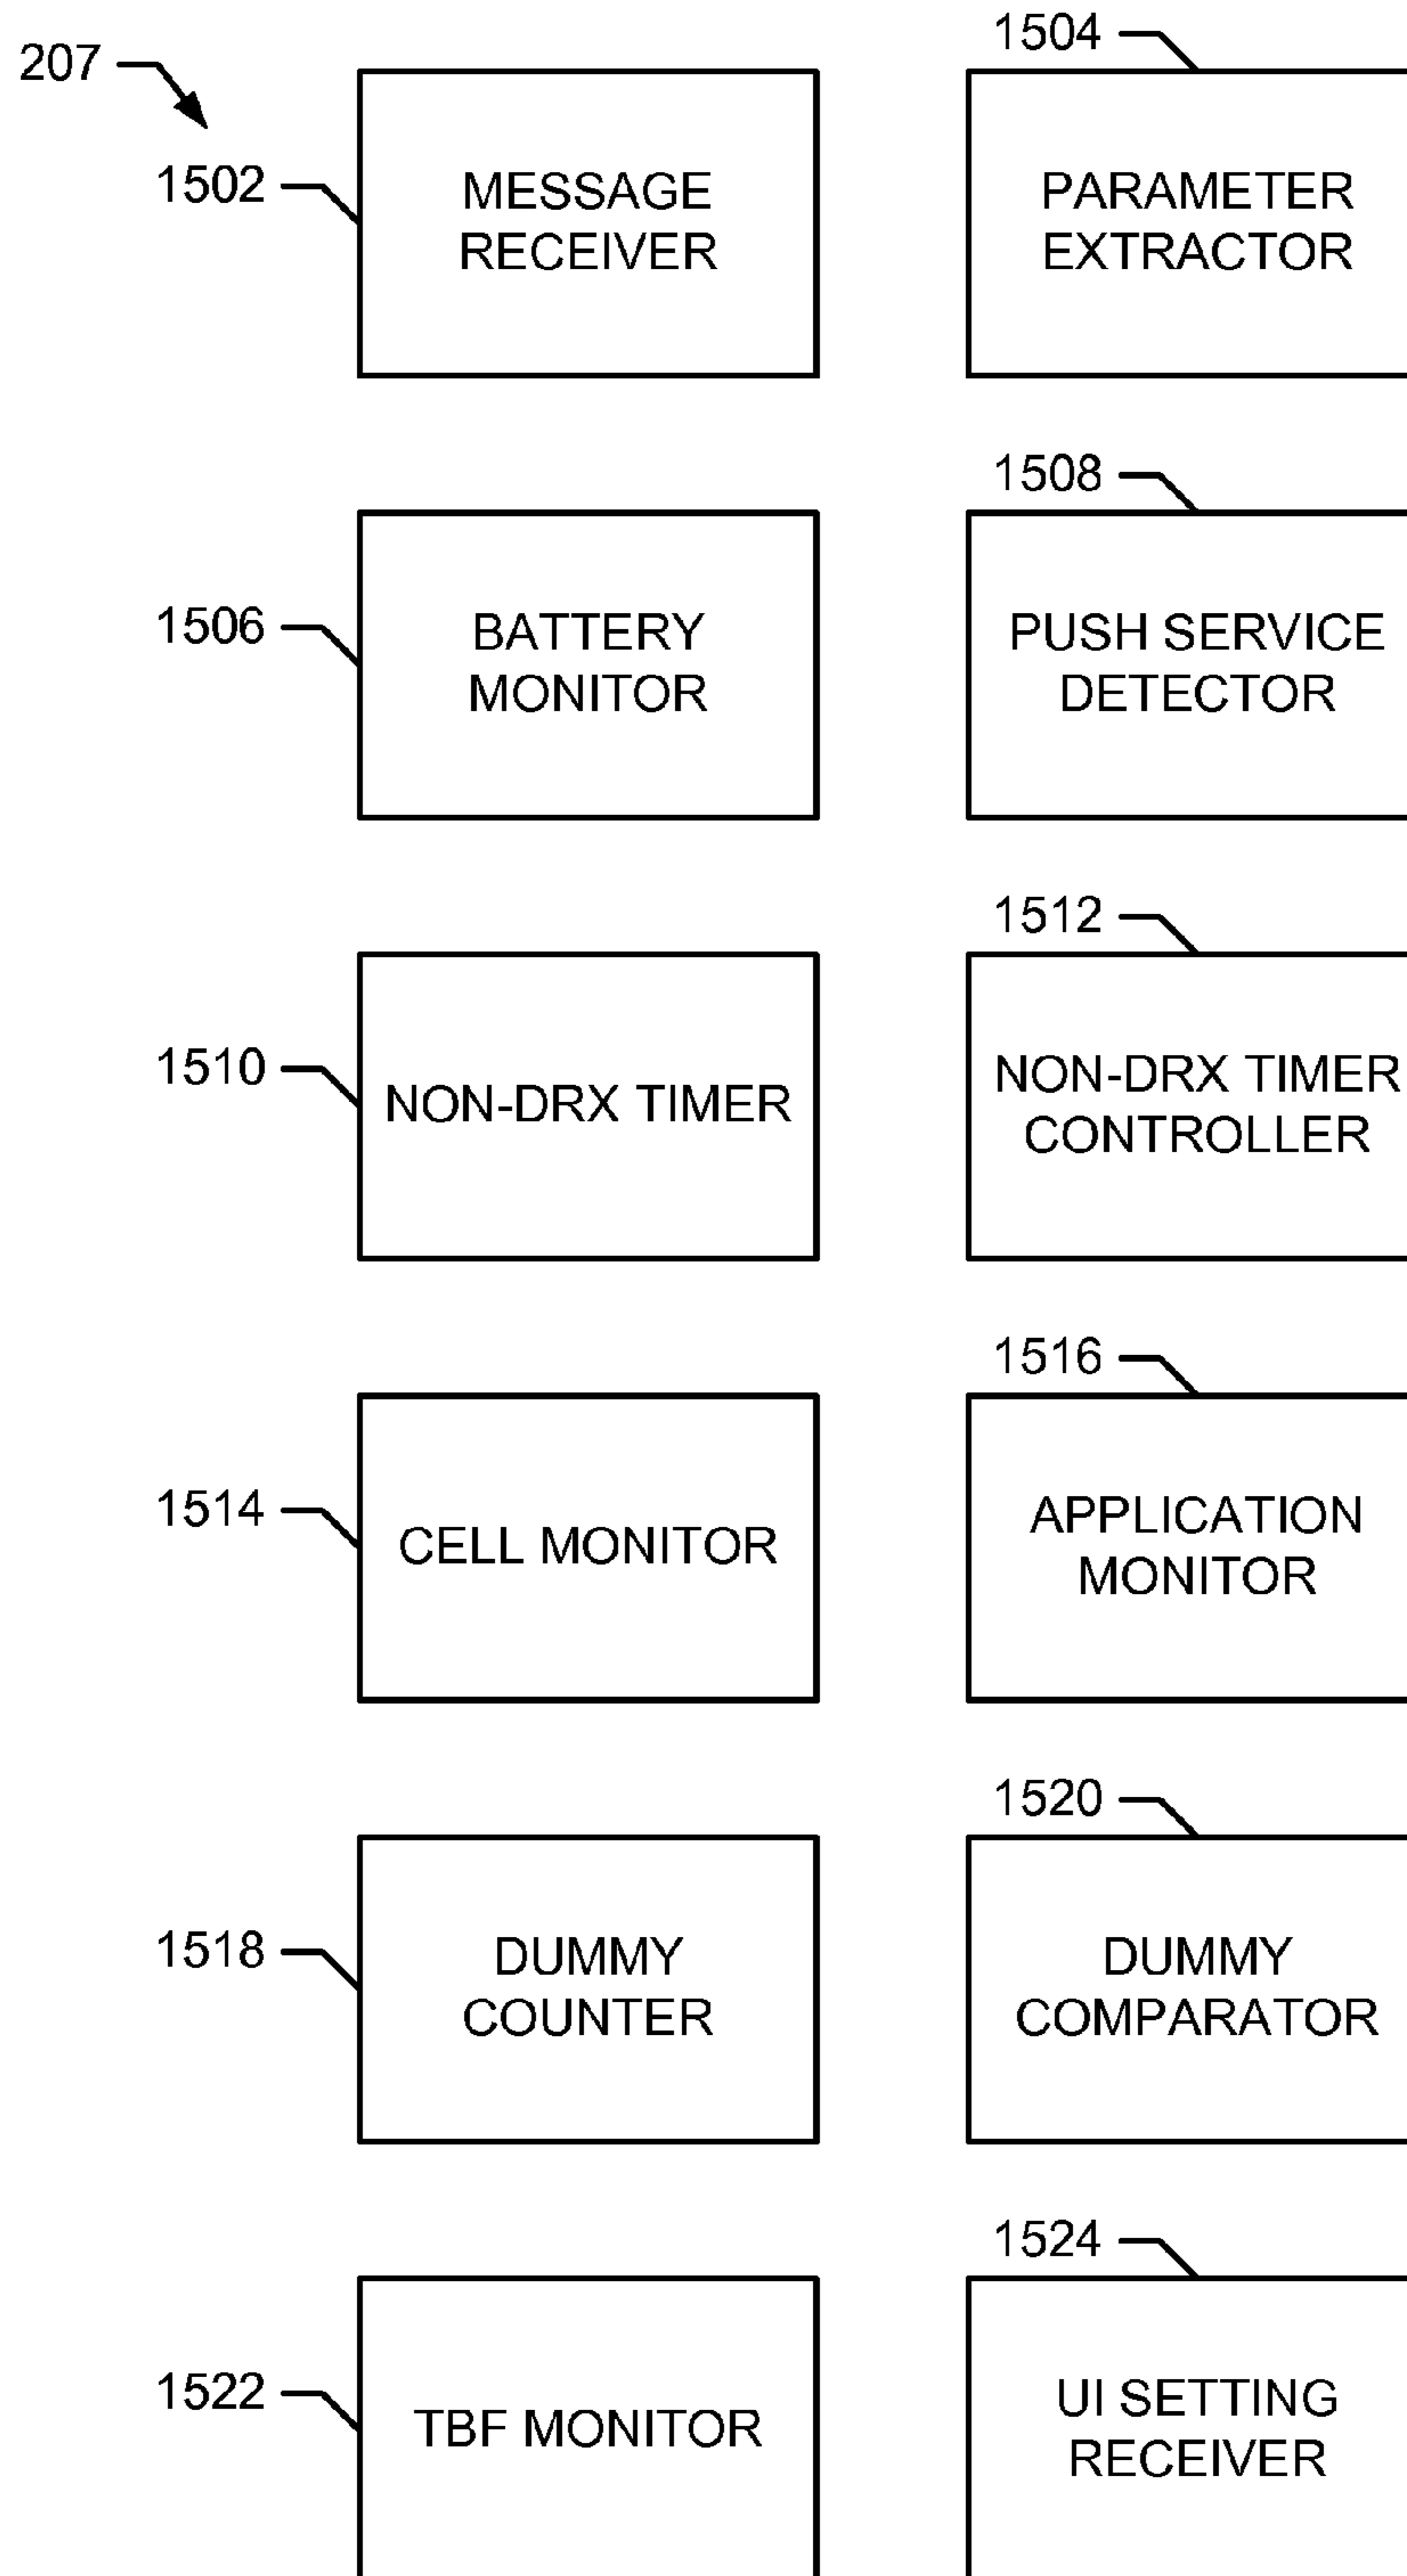 207
1502
MESSAGE
RECEIVER
1504
PARAMETER
EXTRACTOR
1506
BATTERY
MONITOR
1508
PUSH SERVICE
DETECTOR
1510
NON-DRX TIMER
1512
NON-DRX TIMER
CONTROLLER
1514
CELL MONITOR
1516
APPLICATION
MONITOR
1518
DUMMY
COUNTER
1520
DUMMY
COMPARATOR
1522
TBF MONITOR
1524
UI SETTING
RECEIVER